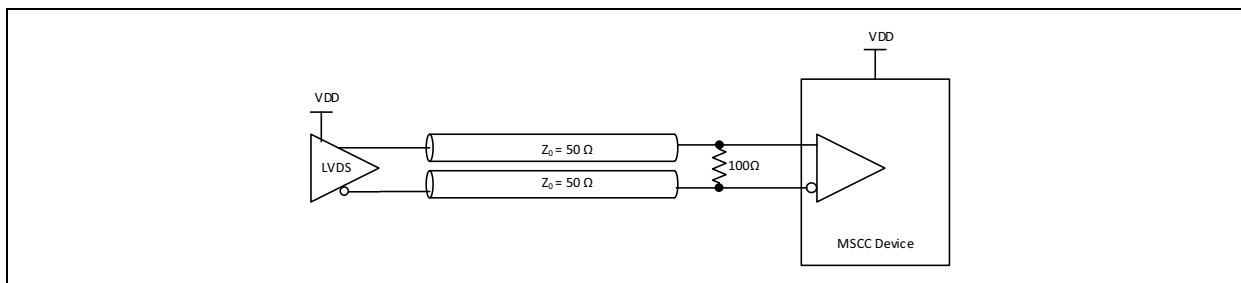 VDD
VDD
LVDS
Z₀ = 50 Ω
Z₀ = 50 Ω
100Ω
MSCC Device